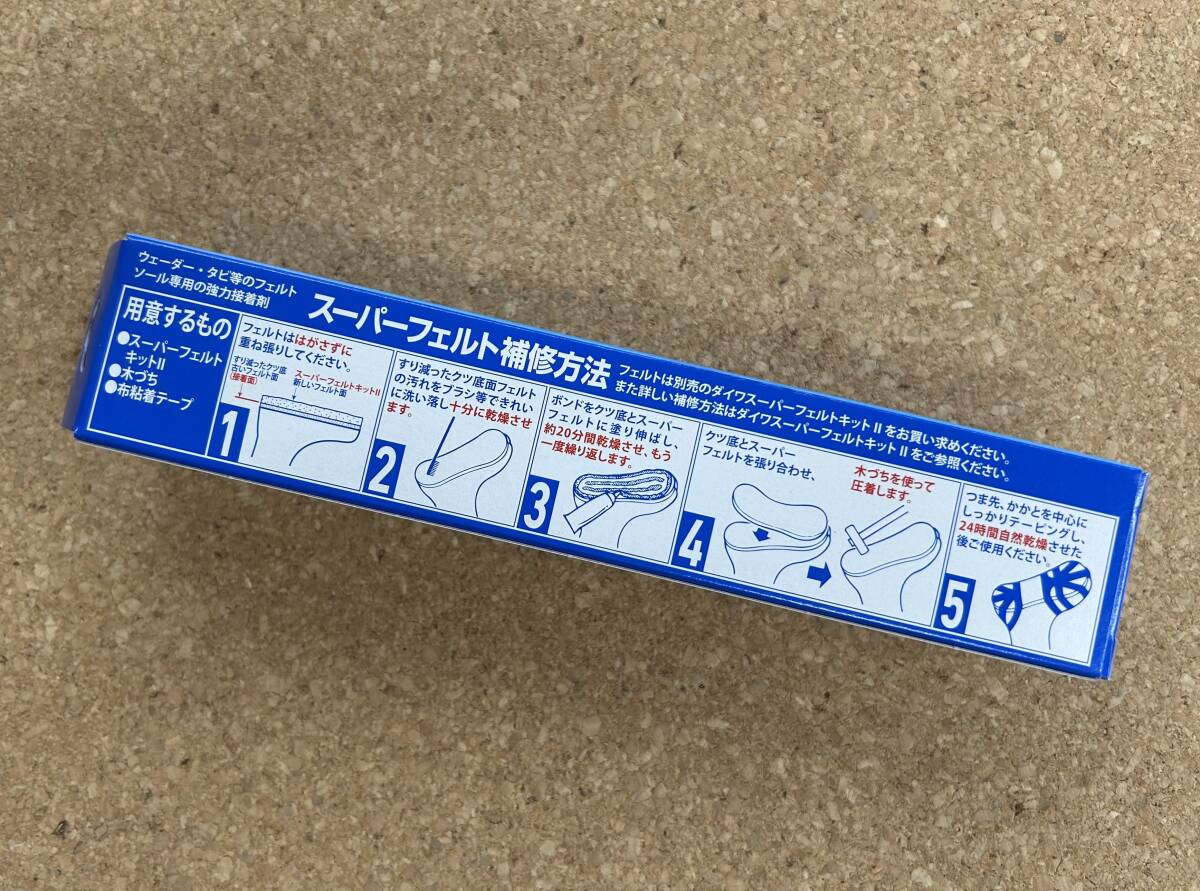 ウェーダー・タビ等のフェルト
ソール専用の強力接着剤
スーパーフェルト補修方法
フェルトは別売のダイワスーパーフェルトキットⅡをお買い求めください。
また詳しい補修方法はダイワスーパーフェルトキットⅡをご参照ください。
用意するもの
●スーパーフェルト
キットⅡ
●木づち
●布粘着テープ
フェルトははがさずに
重ね張りしてください。
すり減ったクツ底
古いフェルト面
(接着面)
スーパーフェルトキットⅡ
新しいフェルト面
1
すり減ったクツ底面フェルト
の汚れをブラシ等できれい
に洗い落し十分に乾燥させ
ます。
2
ボンドをクツ底とスーパー
フェルトに塗り伸ばし、
約20分間乾燥させ、もう
一度繰り返します。
3
クツ底とスーパー
フェルトを張り合わせ、
木づちを使って
圧着します。
4
つま先、かかとを中心に
しっかりテーピングし、
24時間自然乾燥させた
後ご使用ください。
5